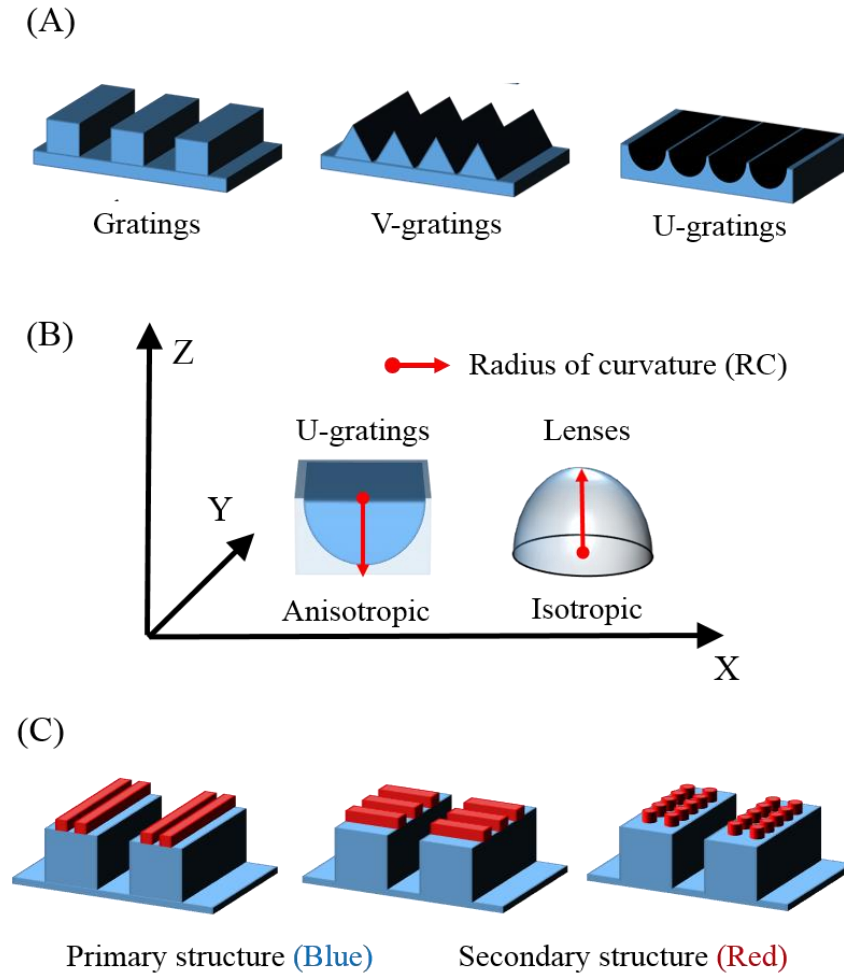 (A)
Gratings
V-gratings
U-gratings
(B)
Z
Radius of curvature (RC)
U-gratings
Lenses
Y
Anisotropic
Isotropic
X
(C)
Primary structure (Blue)
Secondary structure (Red)